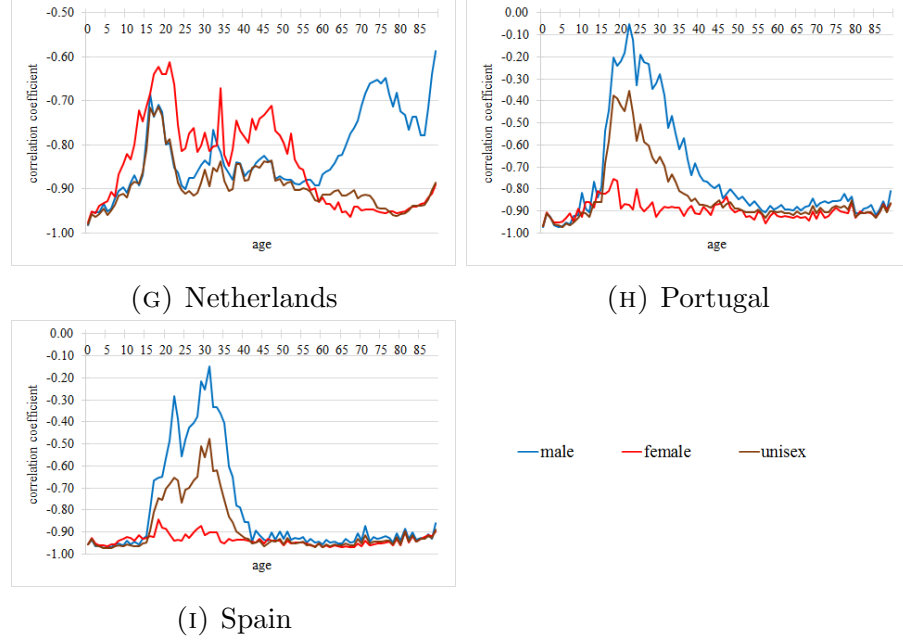 -0.50
0 5 10 15 20 25 30 35 40 45 50 55 60 65 70 75 80 85
-0.60
-0.70
-0.80
-0.90
-1.00
correlation coefficient
age
(G) Netherlands
0.00
0 5 10 15 20 25 30 35 40 45 50 55 60 65 70 75 80 85
-0.10
-0.20
-0.30
-0.40
-0.50
-0.60
-0.70
-0.80
-0.90
-1.00
correlation coefficient
age
(H) Portugal
0.00
0 5 10 15 20 25 30 35 40 45 50 55 60 65 70 75 80 85
-0.10
-0.20
-0.30
-0.40
-0.50
-0.60
-0.70
-0.80
-0.90
-1.00
correlation coefficient
age
(I) Spain
male female unisex